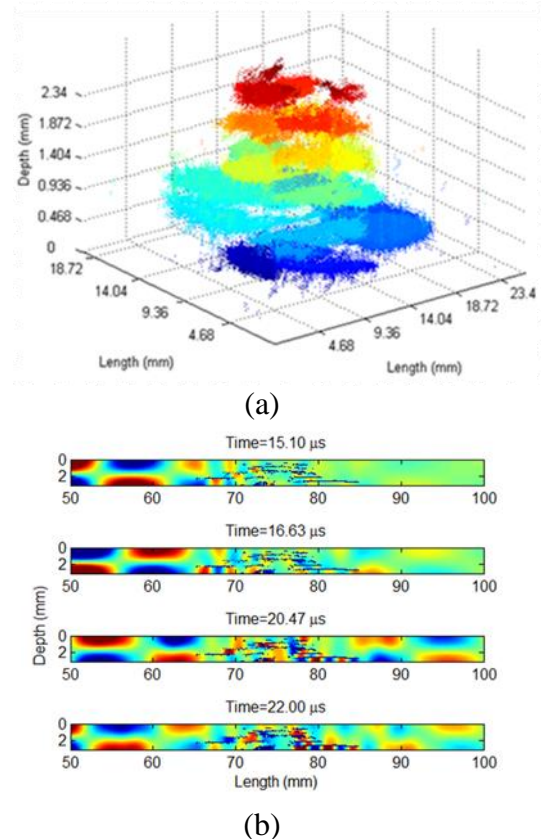 2.34
1.872
1.404
0.936
0.468
0
Depth (mm)
18.72
14.04
9.36
4.68
Length (mm)
4.68
9.36
14.04
18.72
23.4
Length (mm)
(a)
Time=15.10 μs
0
2
50 60 70 80 90 100
Time=16.63 μs
0
2
50 60 70 80 90 100
Depth (mm)
Time=20.47 μs
0
2
50 60 70 80 90 100
Time=22.00 μs
0
2
50 60 70 80 90 100
Length (mm)
(b)